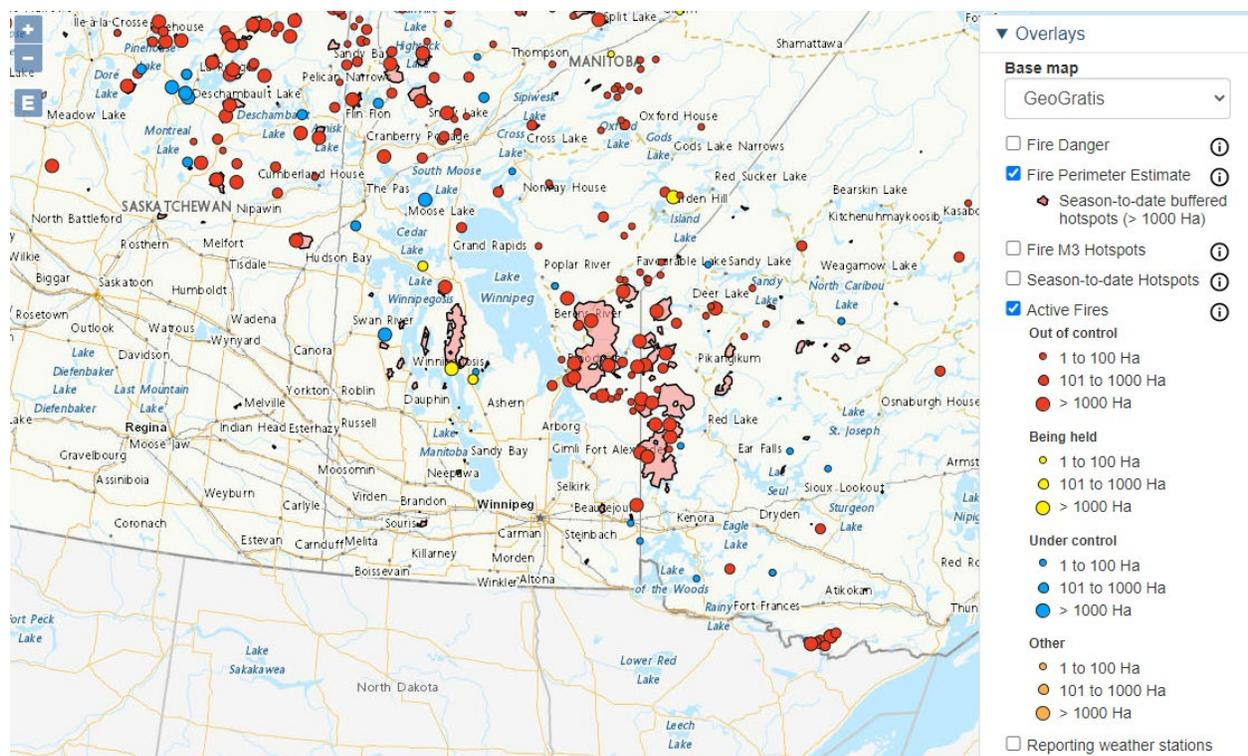 +
−
E
Île-à-la-Crosse
Split Lake
Shamattawa
Sandy Bay
Thompson
MANITOBA
Pelican Narrows
Doré
Lake
Deschambault Lake
Sipiwesk
Lake
Meadow Lake
Flin Flon
Oxford House
Montreal
Lake
Cranberry Portage
Cross
Lake
Cross Lake
Gods
Lake
Gods Lake Narrows
Cumberland House
South Moose
Lake
The Pas
Norway House
Red Sucker Lake
SASKATCHEWAN
Nipawin
Moose Lake
Bearskin Lake
North Battleford
Cedar
Lake
Island
Lake
Kitchenuhmaykoosib
Rosthern
Melfort
Grand Rapids
Wilkie
Hudson Bay
Tisdale
Poplar River
Sandy Lake
Weagamow Lake
Biggar
Saskatoon
Humboldt
Lake
Winnipegosis
Lake
Winnipeg
Deer Lake
Sandy
Lake
North Caribou
Lake
Rosetown
Outlook
Watrous
Wadena
Swan River
Berens River
Wynyard
Canora
Lake
Diefenbaker
Davidson
Pikangikum
Lake
Diefenbaker
Last Mountain
Lake
Yorkton
Roblin
Dauphin
Ashern
Melville
Osnaburgh House
Regina
Indian Head
Esterhazy
Russell
Arborg
Red Lake
Lake
St. Joseph
Moose Jaw
Lake
Manitoba
Sandy Bay
Gimli
Ear Falls
Gravelbourg
Moosomin
Neepawa
Assiniboia
Weyburn
Virden
Brandon
Selkirk
Seul
Sioux Lookout
Carlyle
Winnipeg
Dryden
Sturgeon
Lake
Coronach
Souris
Carman
Steinbach
Kenora
Eagle
Lake
Estevan
Carnduff
Melita
Killarney
Morden
Boissevain
Winkler
Altona
Lake
of the Woods
Atikokan
Rainy
Lake
Fort Frances
Lake
Sakakawea
Lower Red
Lake
North Dakota
Leech
Lake
▼ Overlays
Base map
GeoGratis
Fire Danger
Fire Perimeter Estimate
Season-to-date buffered
hotspots (> 1000 Ha)
Fire M3 Hotspots
Season-to-date Hotspots
Active Fires
Out of control
1 to 100 Ha
101 to 1000 Ha
> 1000 Ha
Being held
1 to 100 Ha
101 to 1000 Ha
> 1000 Ha
Under control
1 to 100 Ha
101 to 1000 Ha
> 1000 Ha
Other
1 to 100 Ha
101 to 1000 Ha
> 1000 Ha
Reporting weather stations